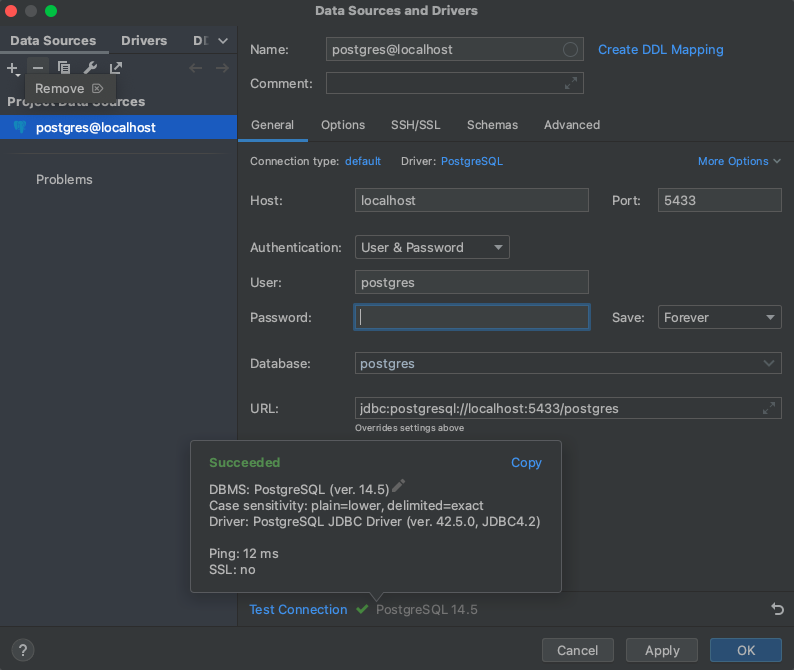 Data Sources and Drivers
Data Sources Drivers DD
Remove
Project Data Sources
postgres@localhost
Problems
Name: postgres@localhost Create DDL Mapping
Comment:
General Options SSH/SSL Schemas Advanced
Connection type: default Driver: PostgreSQL More Options
Host: localhost Port: 5433
Authentication: User & Password
User: postgres
Password: Save: Forever
Database: postgres
URL: jdbc:postgresql://localhost:5433/postgres
Overrides settings above
Succeeded Copy
DBMS: PostgreSQL (ver. 14.5)
Case sensitivity: plain=lower, delimited=exact
Driver: PostgreSQL JDBC Driver (ver. 42.5.0, JDBC4.2)
Ping: 12 ms
SSL: no
Test Connection PostgreSQL 14.5
? Cancel Apply OK